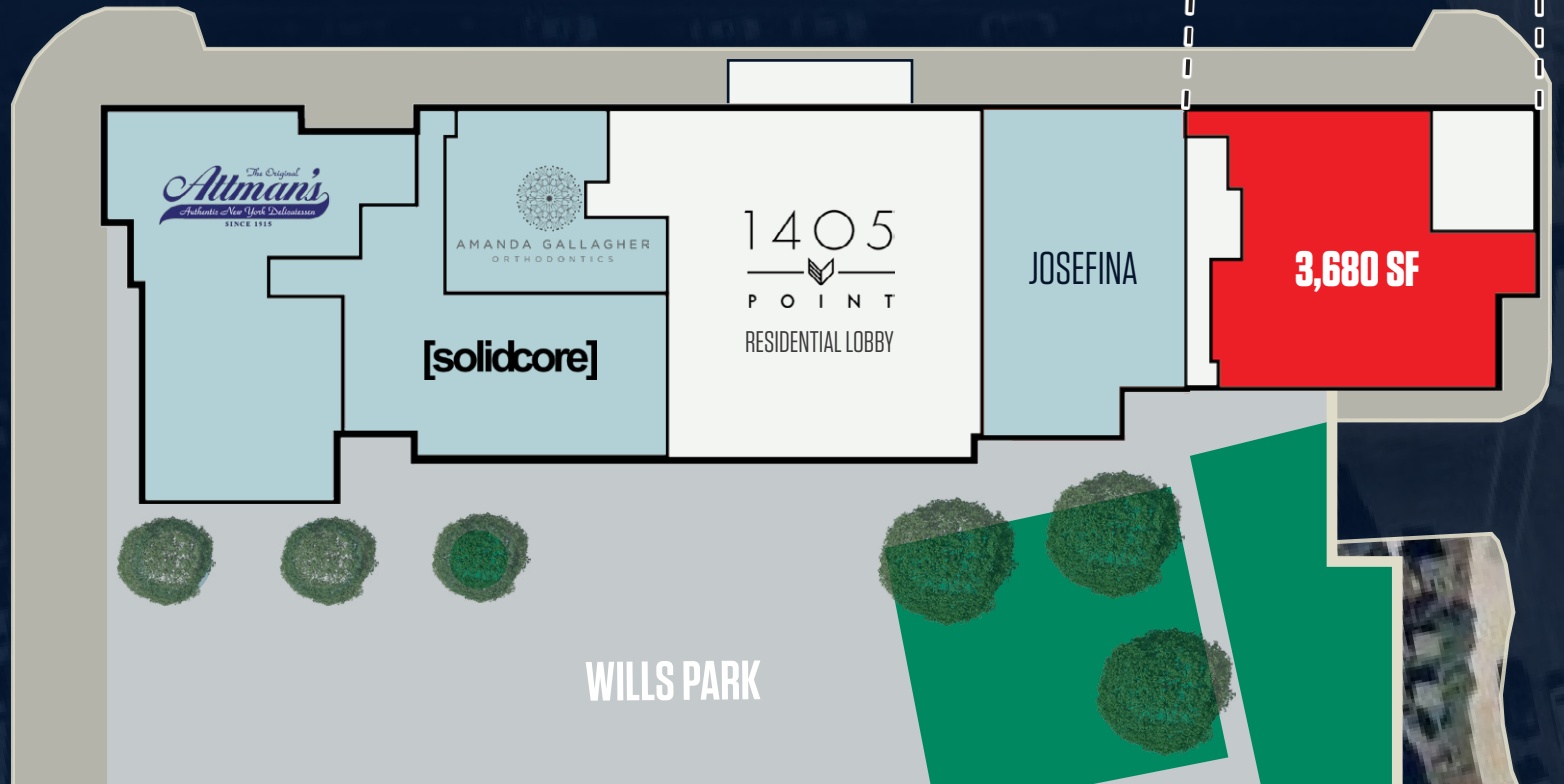 The Original
Attman's
Authentic New York Delicatessen
SINCE 1915
AMANDA GALLAGHER
ORTHODONTICS
[solidcore]
1405
POINT
RESIDENTIAL LOBBY
JOSEFINA
3,680 SF
WILLS PARK